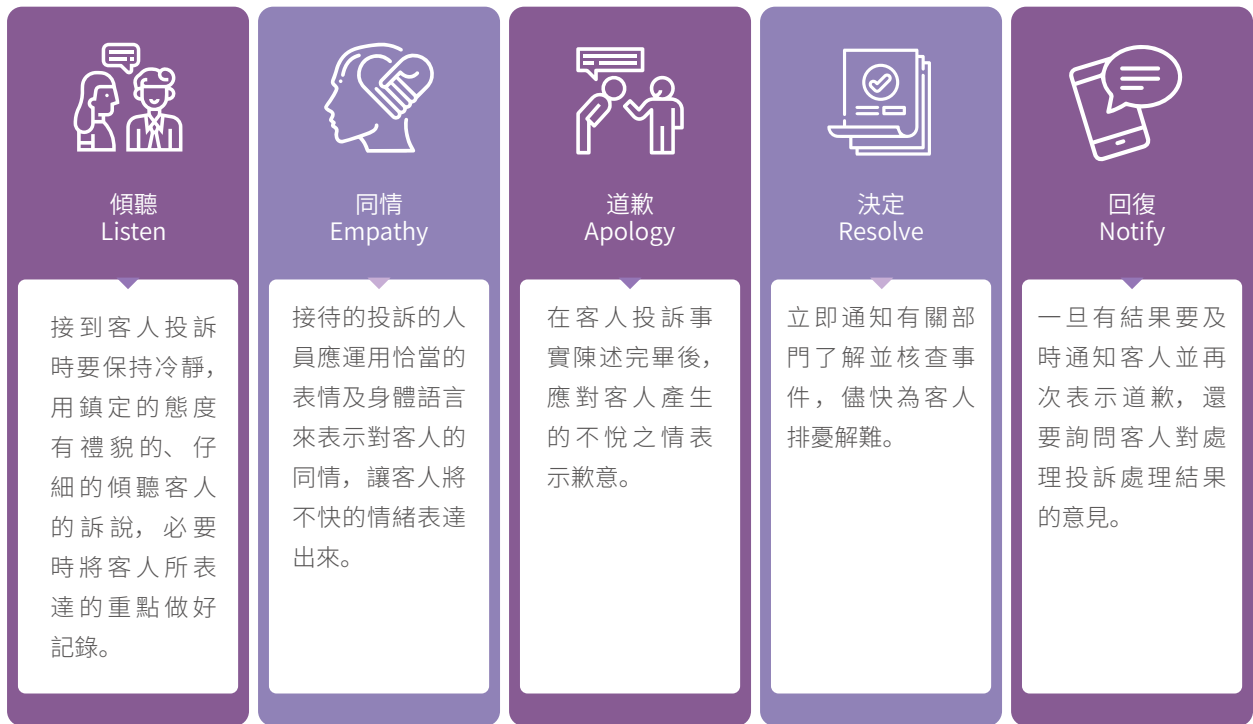 傾聽
Listen
接到客人投訴
時要保持冷靜，
用鎮定的態度
有禮貌的、仔
細的傾聽客人
的訴說，必要
時將客人所表
達的重點做好
記錄。
同情
Empathy
接待的投訴的人
員應運用恰當的
表情及身體語言
來表示對客人的
同情，讓客人將
不快的情緒表達
出來。
道歉
Apology
在客人投訴事
實陳述完畢後，
應對客人產生
的不悅之情表
示歉意。
決定
Resolve
立即通知有關部
門了解並核查事
件，儘快為客人
排憂解難。
回復
Notify
一旦有結果要及
時通知客人並再
次表示道歉，還
要詢問客人對處
理投訴處理結果
的意見。